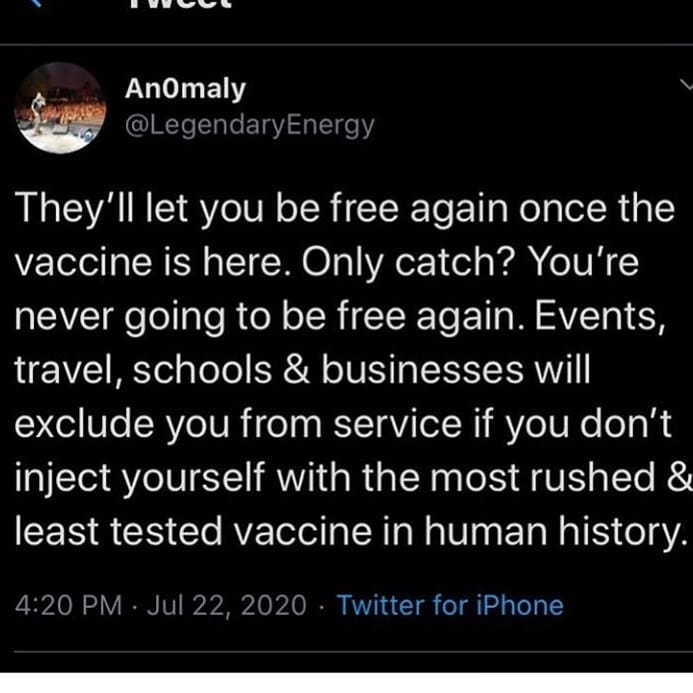 Tweet
An0maly
@LegendaryEnergy
They'll let you be free again once the
vaccine is here. Only catch? You're
never going to be free again. Events,
travel, schools & businesses will
exclude you from service if you don't
inject yourself with the most rushed &
least tested vaccine in human history.
4:20 PM · Jul 22, 2020 · Twitter for iPhone